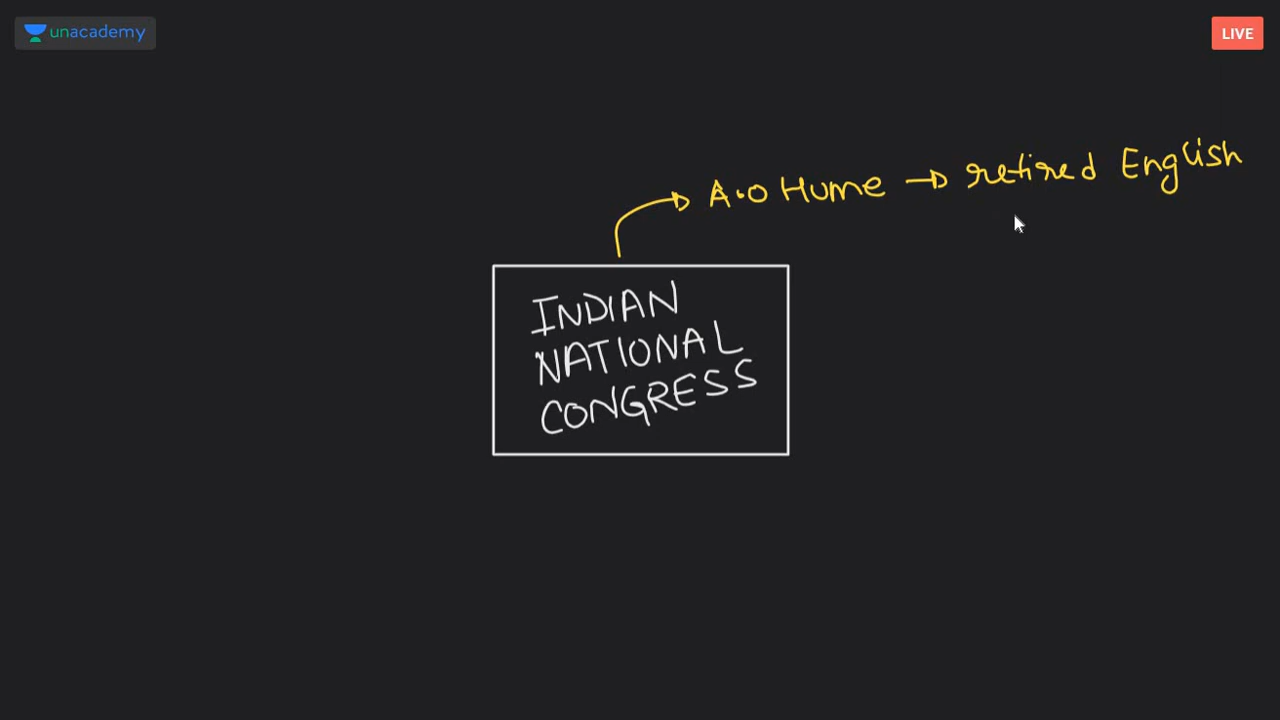 unacademy
LIVE
A.O Hume → retired English
INDIAN
NATIONAL
CONGRESS